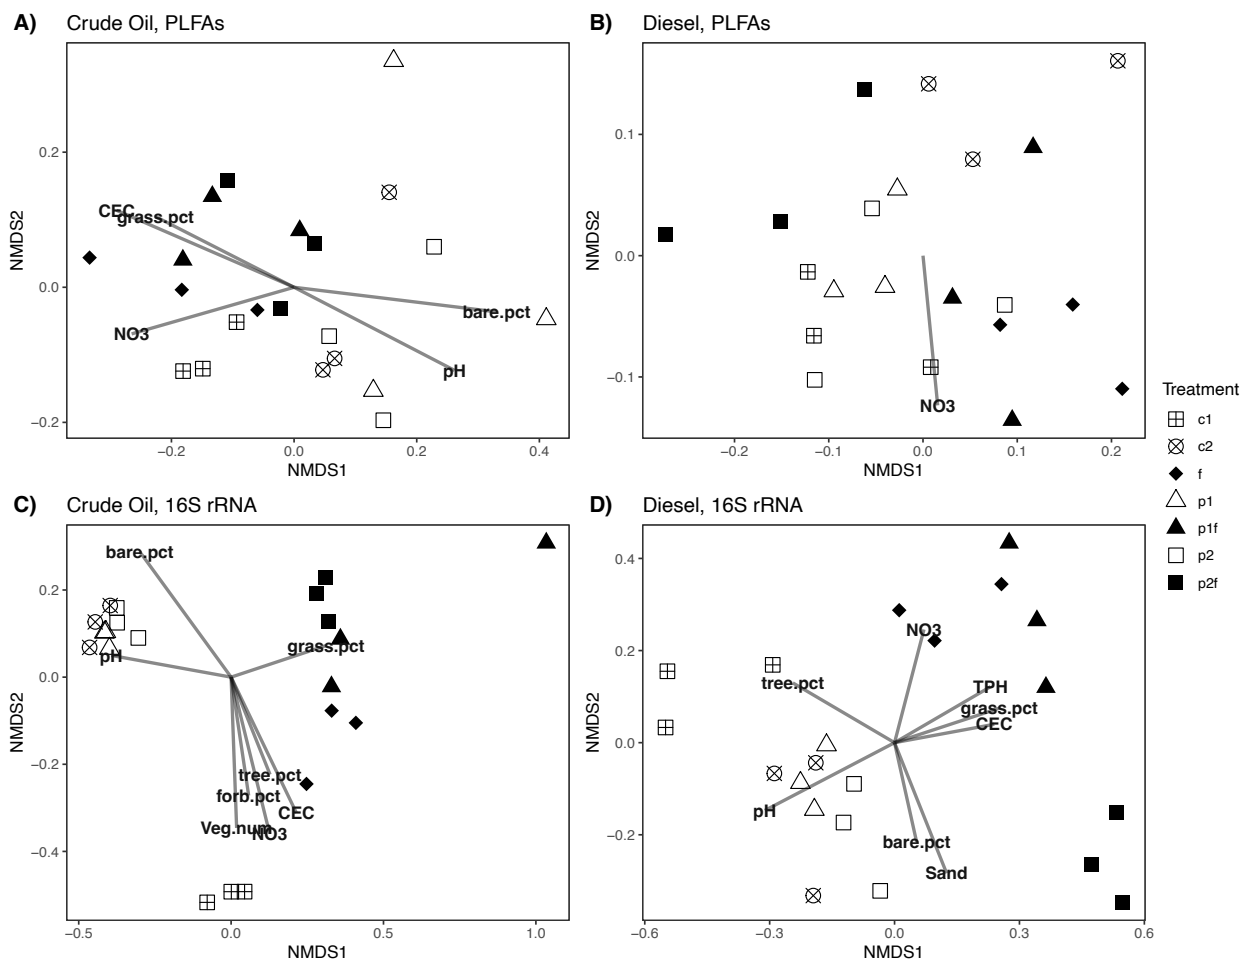 A) Crude Oil, PLFAs
0.2
0.0
−0.2
NMDS2
CEC
grass.pct
NO3
bare.pct
pH
−0.2 0.0 0.2 0.4
NMDS1
B) Diesel, PLFAs
0.1
0.0
−0.1
NMDS2
NO3
−0.2 −0.1 0.0 0.1 0.2
NMDS1
C) Crude Oil, 16S rRNA
0.2
0.0
−0.2
−0.4
NMDS2
bare.pct
pH
grass.pct
tree.pct
forb.pct
CEC
Veg.num
NO3
−0.5 0.0 0.5 1.0
NMDS1
D) Diesel, 16S rRNA
0.4
0.2
0.0
−0.2
NMDS2
NO3
tree.pct
TPH
grass.pct
CEC
pH
bare.pct
Sand
−0.6 −0.3 0.0 0.3 0.6
NMDS1
Treatment
c1
c2
f
p1
p1f
p2
p2f